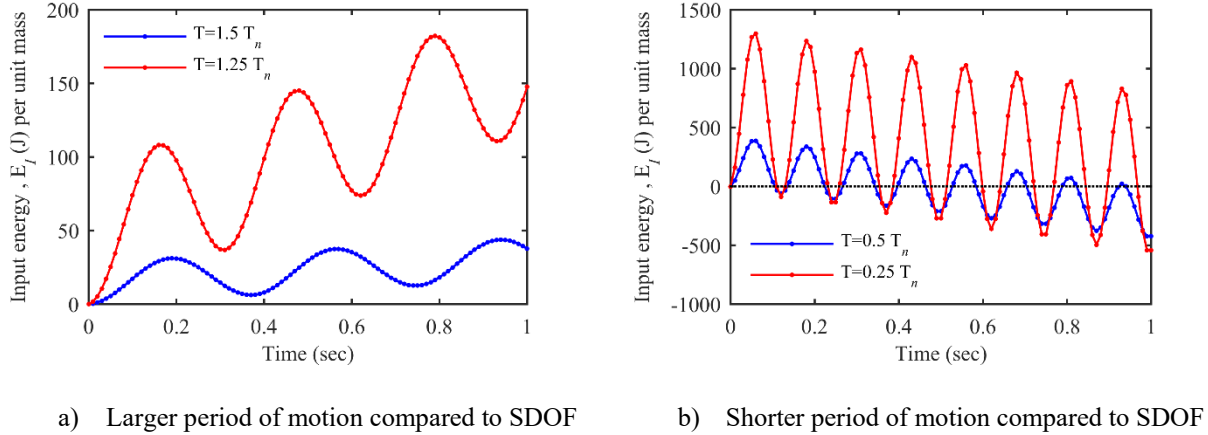 200
150
100
50
0
Input energy , E_I (J) per unit mass
T=1.5 T_n
T=1.25 T_n
0 0.2 0.4 0.6 0.8 1
Time (sec)
a) Larger period of motion compared to SDOF
1500
1000
500
0
-500
-1000
Input energy , E_I (J) per unit mass
T=0.5 T_n
T=0.25 T_n
0 0.2 0.4 0.6 0.8 1
Time (sec)
b) Shorter period of motion compared to SDOF